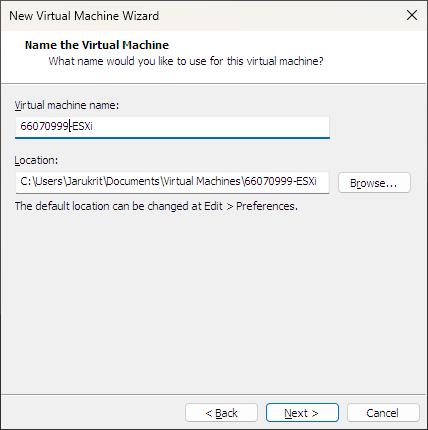 New Virtual Machine Wizard
Name the Virtual Machine
What name would you like to use for this virtual machine?
Virtual machine name:
66070999-ESXi
Location:
C:\Users\Jarukrit\Documents\Virtual Machines\66070999-ESXi
Browse...
The default location can be changed at Edit > Preferences.
< Back
Next >
Cancel